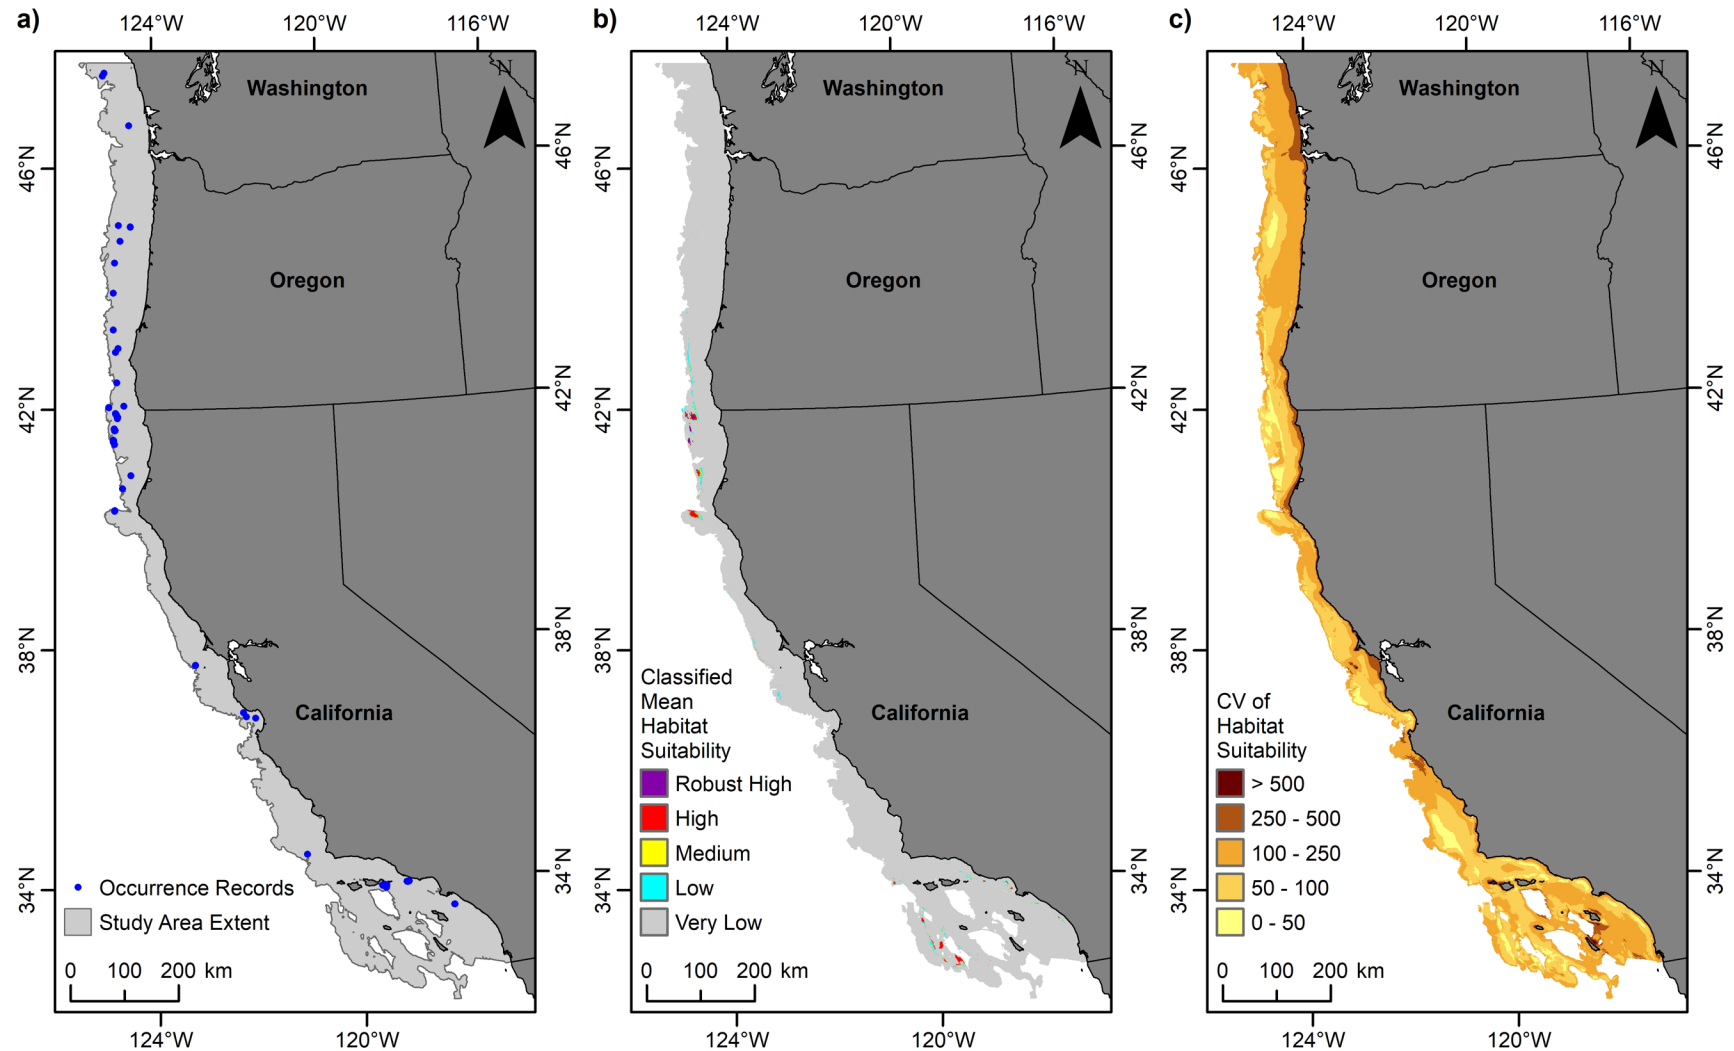 a)
124°W 120°W 116°W
N
Washington
46°N
46°N
Oregon
42°N
42°N
38°N
38°N
California
34°N
34°N
Occurrence Records
Study Area Extent
0 100 200 km
124°W 120°W
b)
124°W 120°W 116°W
N
Washington
46°N
46°N
Oregon
42°N
42°N
38°N
38°N
Classified
Mean
Habitat
Suitability
California
Robust High
High
Medium
Low
Very Low
34°N
34°N
0 100 200 km
124°W 120°W
c)
124°W 120°W 116°W
N
Washington
46°N
46°N
Oregon
42°N
42°N
38°N
38°N
CV of
Habitat
Suitability
California
> 500
250 - 500
100 - 250
50 - 100
0 - 50
34°N
34°N
0 100 200 km
124°W 120°W